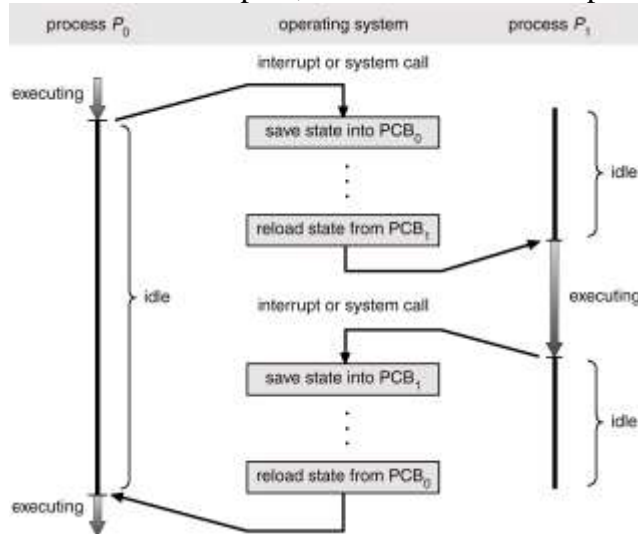 process P₀ operating system process P₁
interrupt or system call
executing
save state into PCB₀
idle
reload state from PCB₁
idle
interrupt or system call
executing
save state into PCB₁
idle
reload state from PCB₀
executing